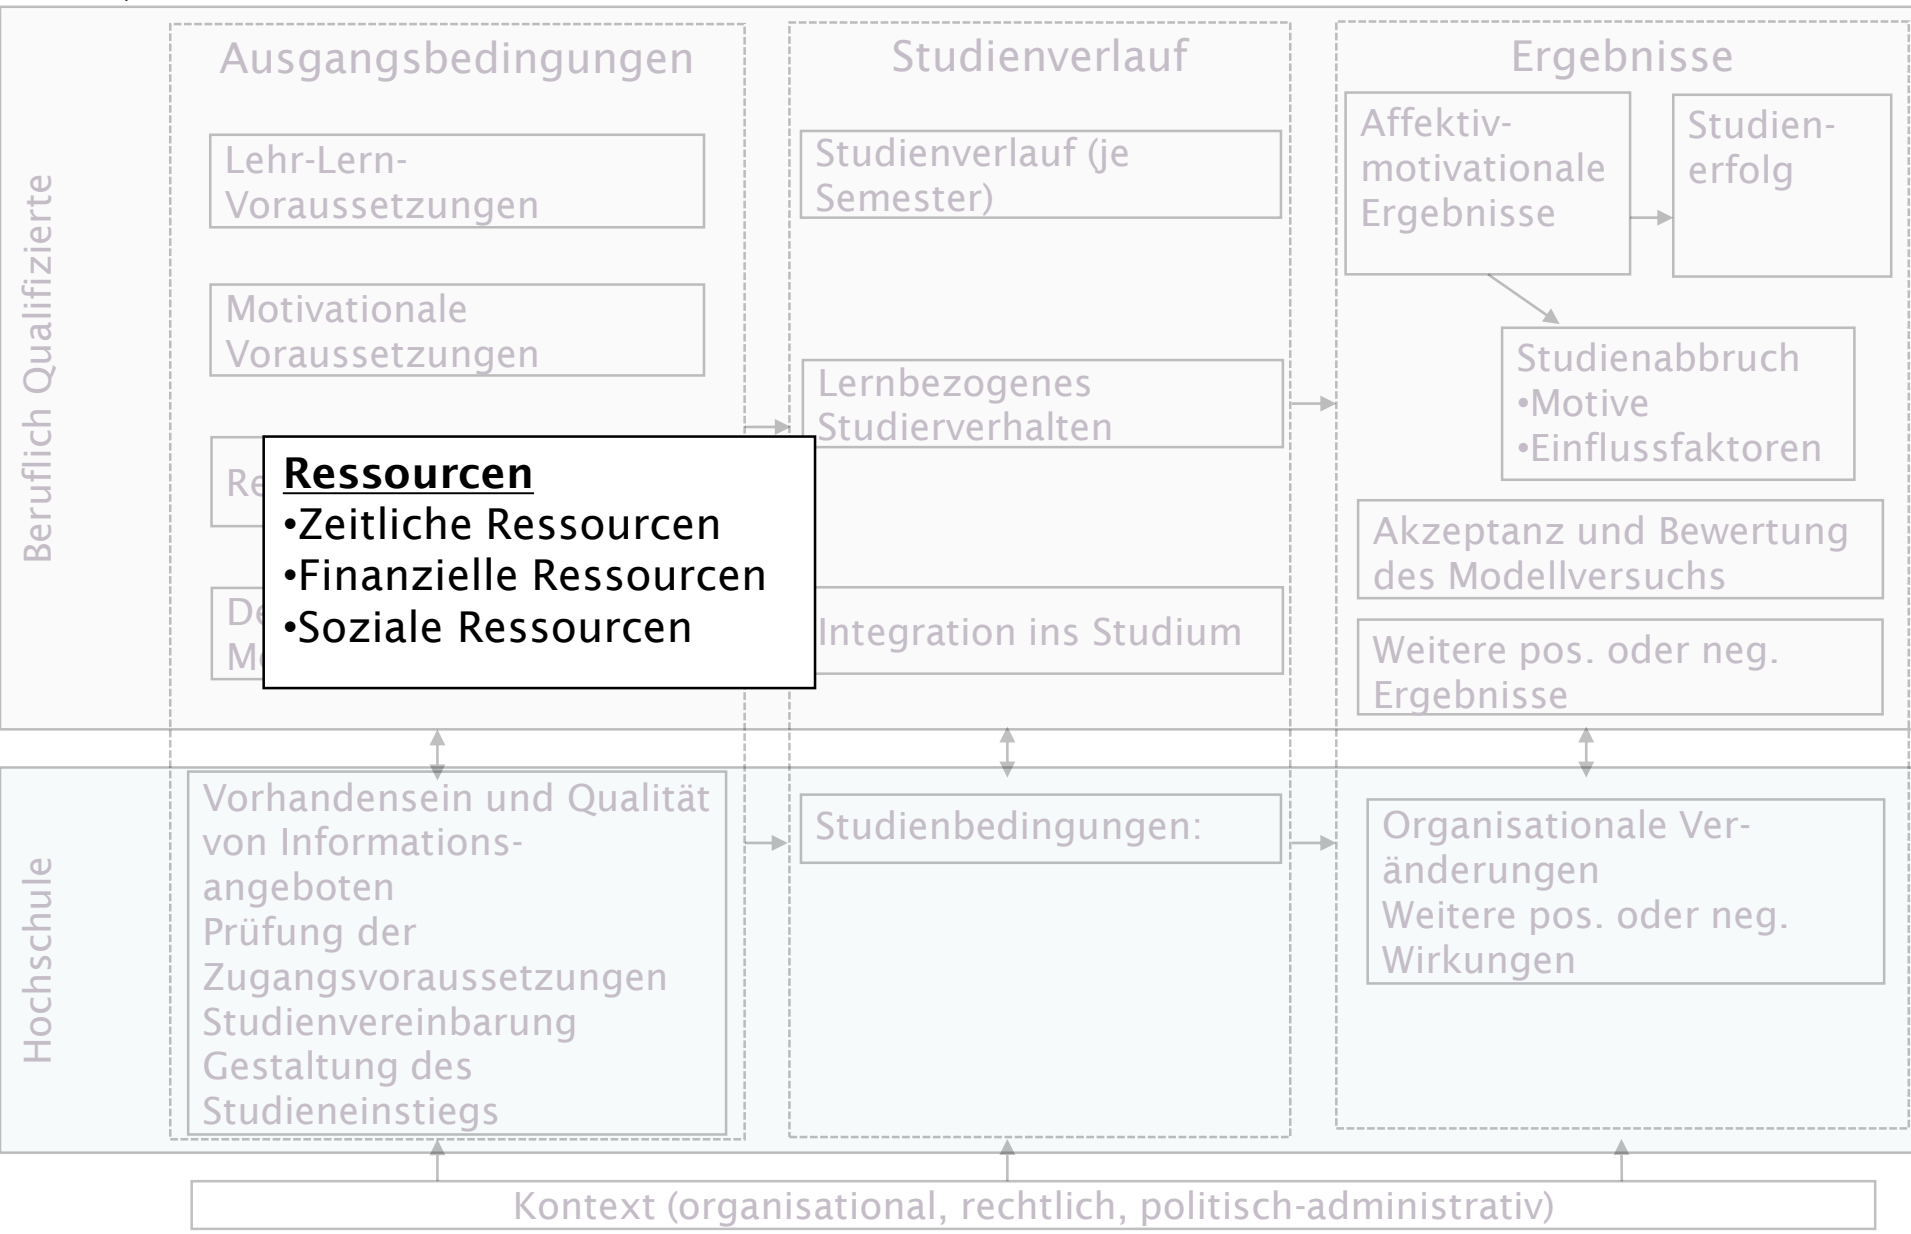 Ausgangsbedingungen
Studienverlauf
Ergebnisse
Beruflich Qualifizierte
Lehr-Lern-
Voraussetzungen
Motivationale
Voraussetzungen
Ressourcen
•Zeitliche Ressourcen
•Finanzielle Ressourcen
•Soziale Ressourcen
Studienverlauf (je
Semester)
Lernbezogenes
Studierverhalten
Integration ins Studium
Affektiv-
motivationale
Ergebnisse
Studien-
erfolg
Studienabbruch
•Motive
•Einflussfaktoren
Akzeptanz und Bewertung
des Modellversuchs
Weitere pos. oder neg.
Ergebnisse
Hochschule
Vorhandensein und Qualität
von Informations-
angeboten
Prüfung der
Zugangsvoraussetzungen
Studienvereinbarung
Gestaltung des
Studieneinstiegs
Studienbedingungen:
Organisationale Ver-
änderungen
Weitere pos. oder neg.
Wirkungen
Kontext (organisational, rechtlich, politisch-administrativ)